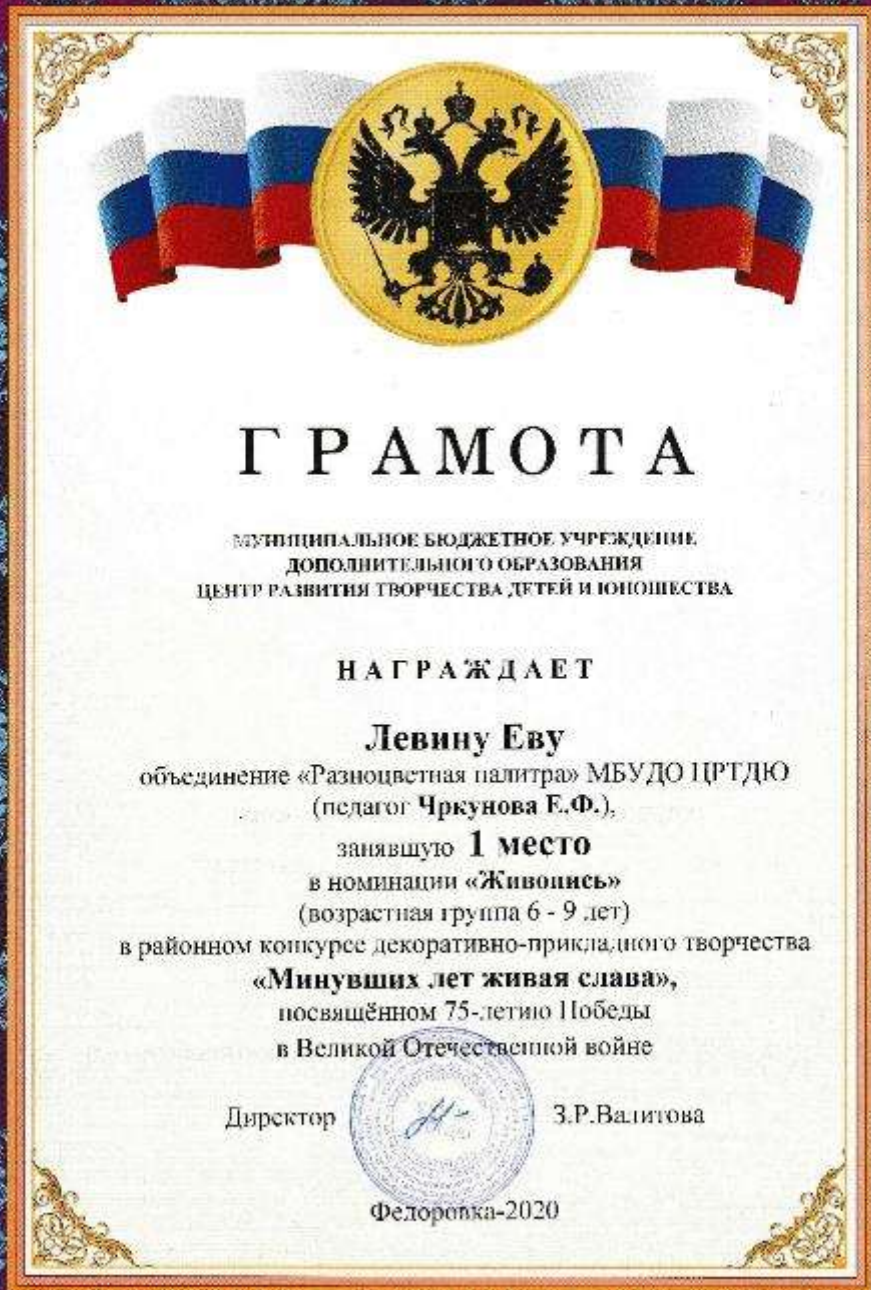 ГРАМОТА
МУНИЦИПАЛЬНОЕ БЮДЖЕТНОЕ УЧРЕЖДЕНИЕ
ДОПОЛНИТЕЛЬНОГО ОБРАЗОВАНИЯ
ЦЕНТР РАЗВИТИЯ ТВОРЧЕСТВА ДЕТЕЙ И ЮНОШЕСТВА
НАГРАЖДАЕТ
Левину Еву
объединение «Разноцветная палитра» МБУДО ЦРТДЮ
(педагог Чркунова Е.Ф.),
занявшую 1 место
в номинации «Живопись»
(возрастная группа 6 - 9 лет)
в районном конкурсе декоративно-прикладного творчества
«Минувших лет живая слава»,
посвящённом 75-летию Победы
в Великой Отечественной войне
Директор З.Р.Валитова
Федоровка-2020